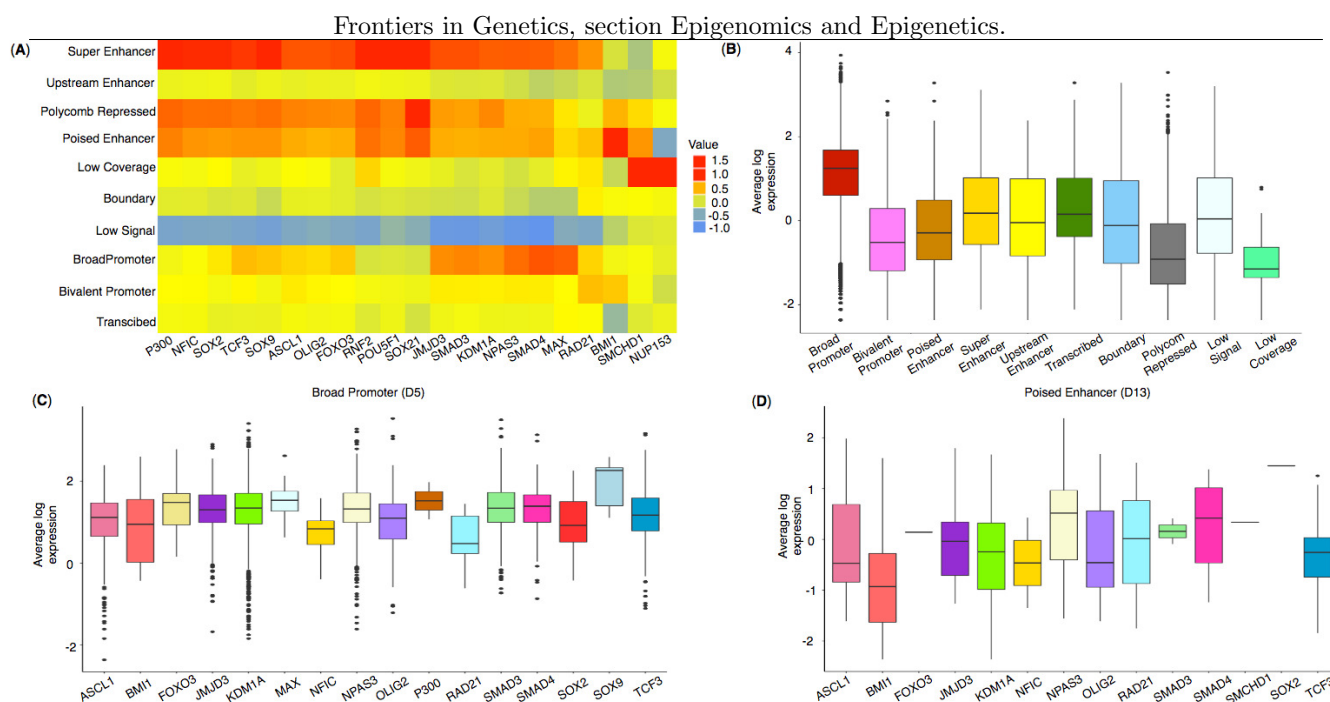 Frontiers in Genetics, section Epigenomics and Epigenetics.
(A)
Super Enhancer
Upstream Enhancer
Polycomb Repressed
Poised Enhancer
Low Coverage
Boundary
Low Signal
BroadPromoter
Bivalent Promoter
Transcibed
P300
NFIC
SOX2
TCF3
SOX9
ASCL1
OLIG2
FOXO3
RNF2
POU5F1
SOX21
JMJD3
SMAD3
KDM1A
NPAS3
SMAD4
MAX
RAD21
BMI1
SMCHD1
NUP153
Value
1.5
1.0
0.5
0.0
-0.5
-1.0
(B)
Average log
expression
4
2
0
-2
Broad
Promoter
Bivalent
Promoter
Poised
Enhancer
Super
Enhancer
Upstream
Enhancer
Transcribed
Boundary
Polycom
Repressed
Low
Signal
Low
Coverage
(C)
Broad Promoter (D5)
Average log
expression
2
0
-2
ASCL1
BMI1
FOXO3
JMJD3
KDM1A
MAX
NFIC
NPAS3
OLIG2
P300
RAD21
SMAD3
SMAD4
SOX2
SOX9
TCF3
(D)
Poised Enhancer (D13)
Average log
expression
2
1
0
-1
-2
ASCL1
BMI1
FOXO3
JMJD3
KDM1A
NFIC
NPAS3
OLIG2
RAD21
SMAD3
SMAD4
SMCHD1
SOX2
TCF3